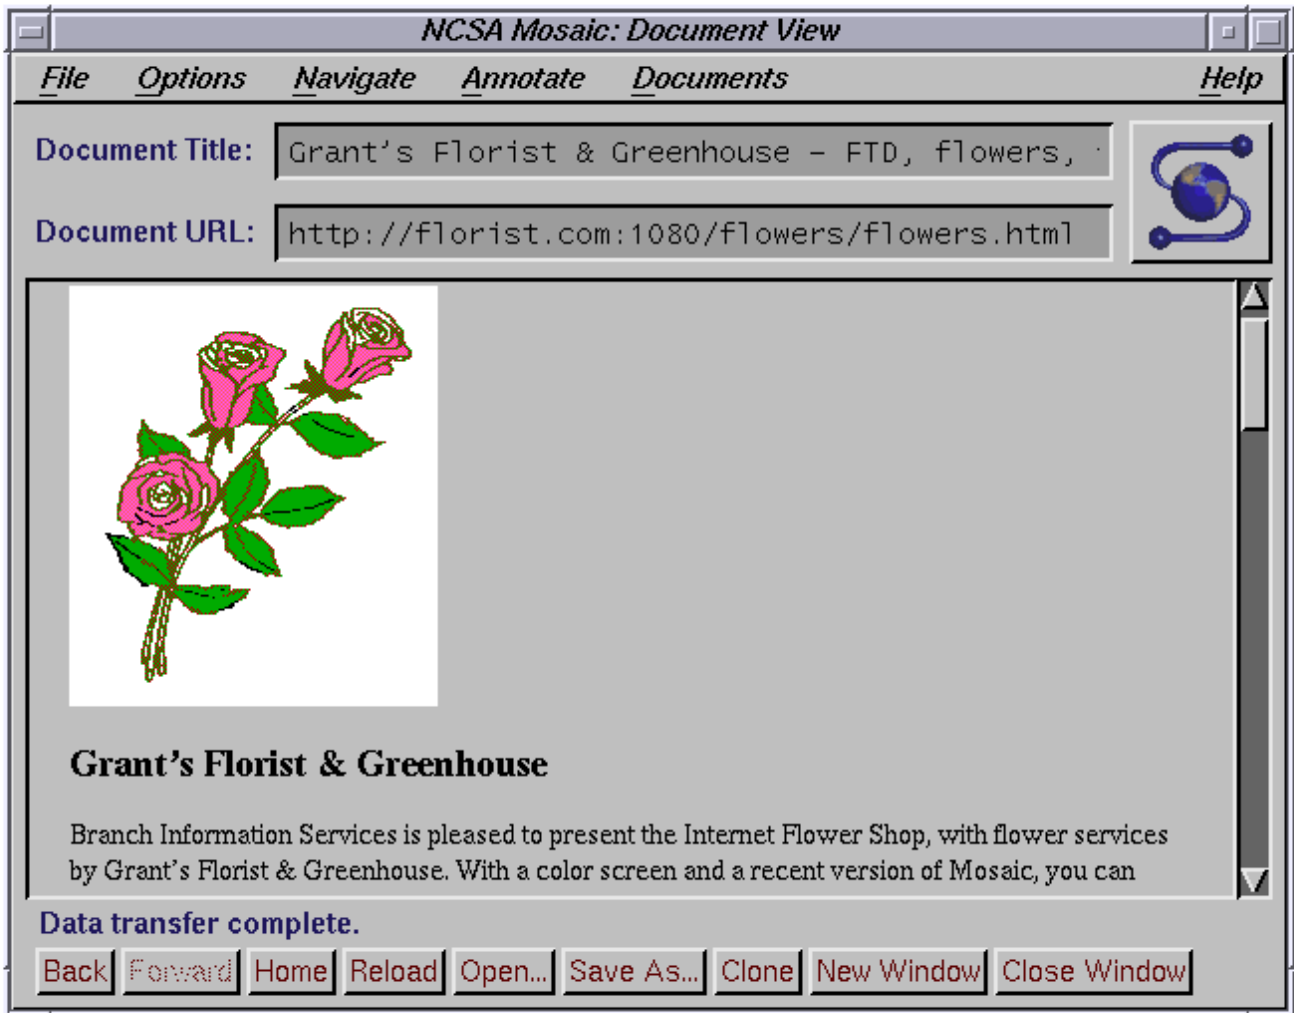 NCSA Mosaic: Document View
File Options Navigate Annotate Documents Help
Document Title: Grant's Florist & Greenhouse – FTD, flowers,
Document URL: http://florist.com:1080/flowers/flowers.html
Grant's Florist & Greenhouse
Branch Information Services is pleased to present the Internet Flower Shop, with flower services
by Grant's Florist & Greenhouse. With a color screen and a recent version of Mosaic, you can
Data transfer complete.
Back Forward Home Reload Open... Save As... Clone New Window Close Window